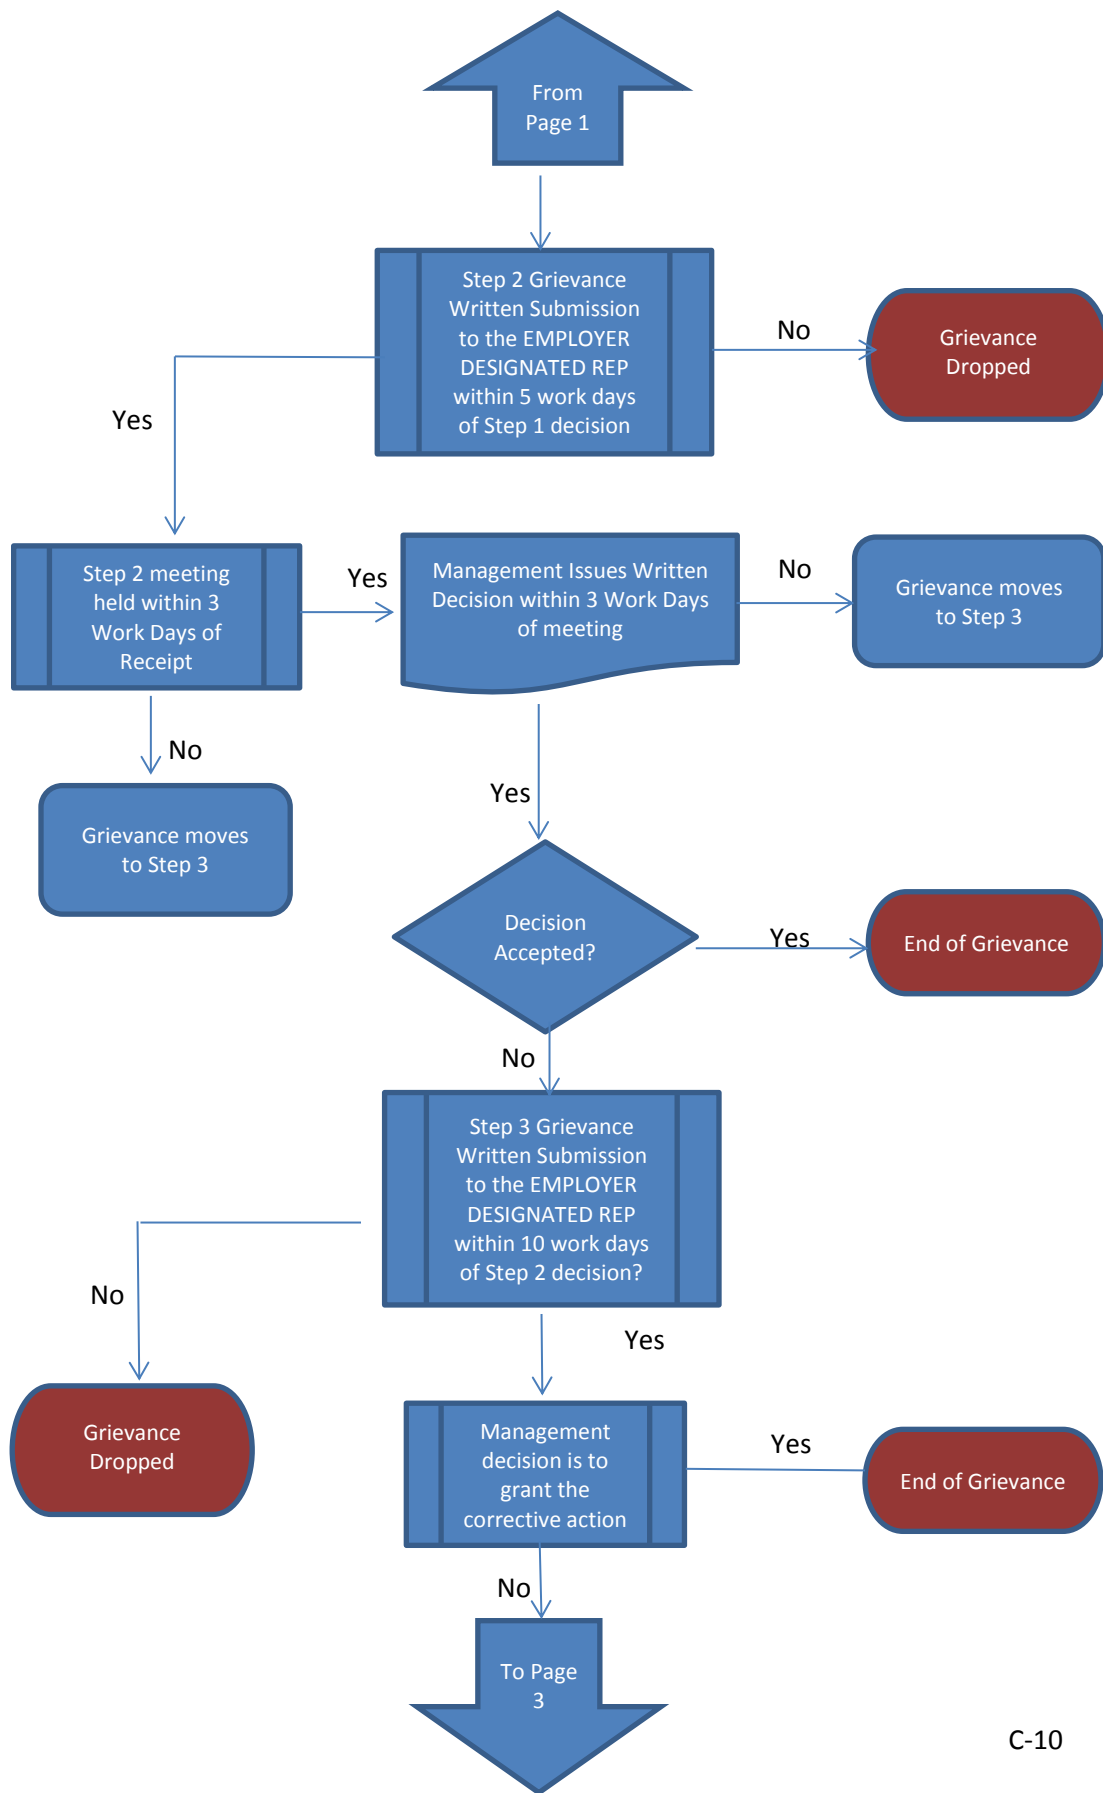 From
Page 1
Step 2 Grievance
Written Submission
to the EMPLOYER
DESIGNATED REP
within 5 work days
of Step 1 decision
No
Grievance
Dropped
Yes
Step 2 meeting
held within 3
Work Days of
Receipt
Yes
Management Issues Written
Decision within 3 Work Days
of meeting
No
Grievance moves
to Step 3
No
Grievance moves
to Step 3
Yes
Decision
Accepted?
Yes
End of Grievance
No
Step 3 Grievance
Written Submission
to the EMPLOYER
DESIGNATED REP
within 10 work days
of Step 2 decision?
No
Grievance
Dropped
Yes
Management
decision is to
grant the
corrective action
Yes
End of Grievance
No
To Page
3
C-10